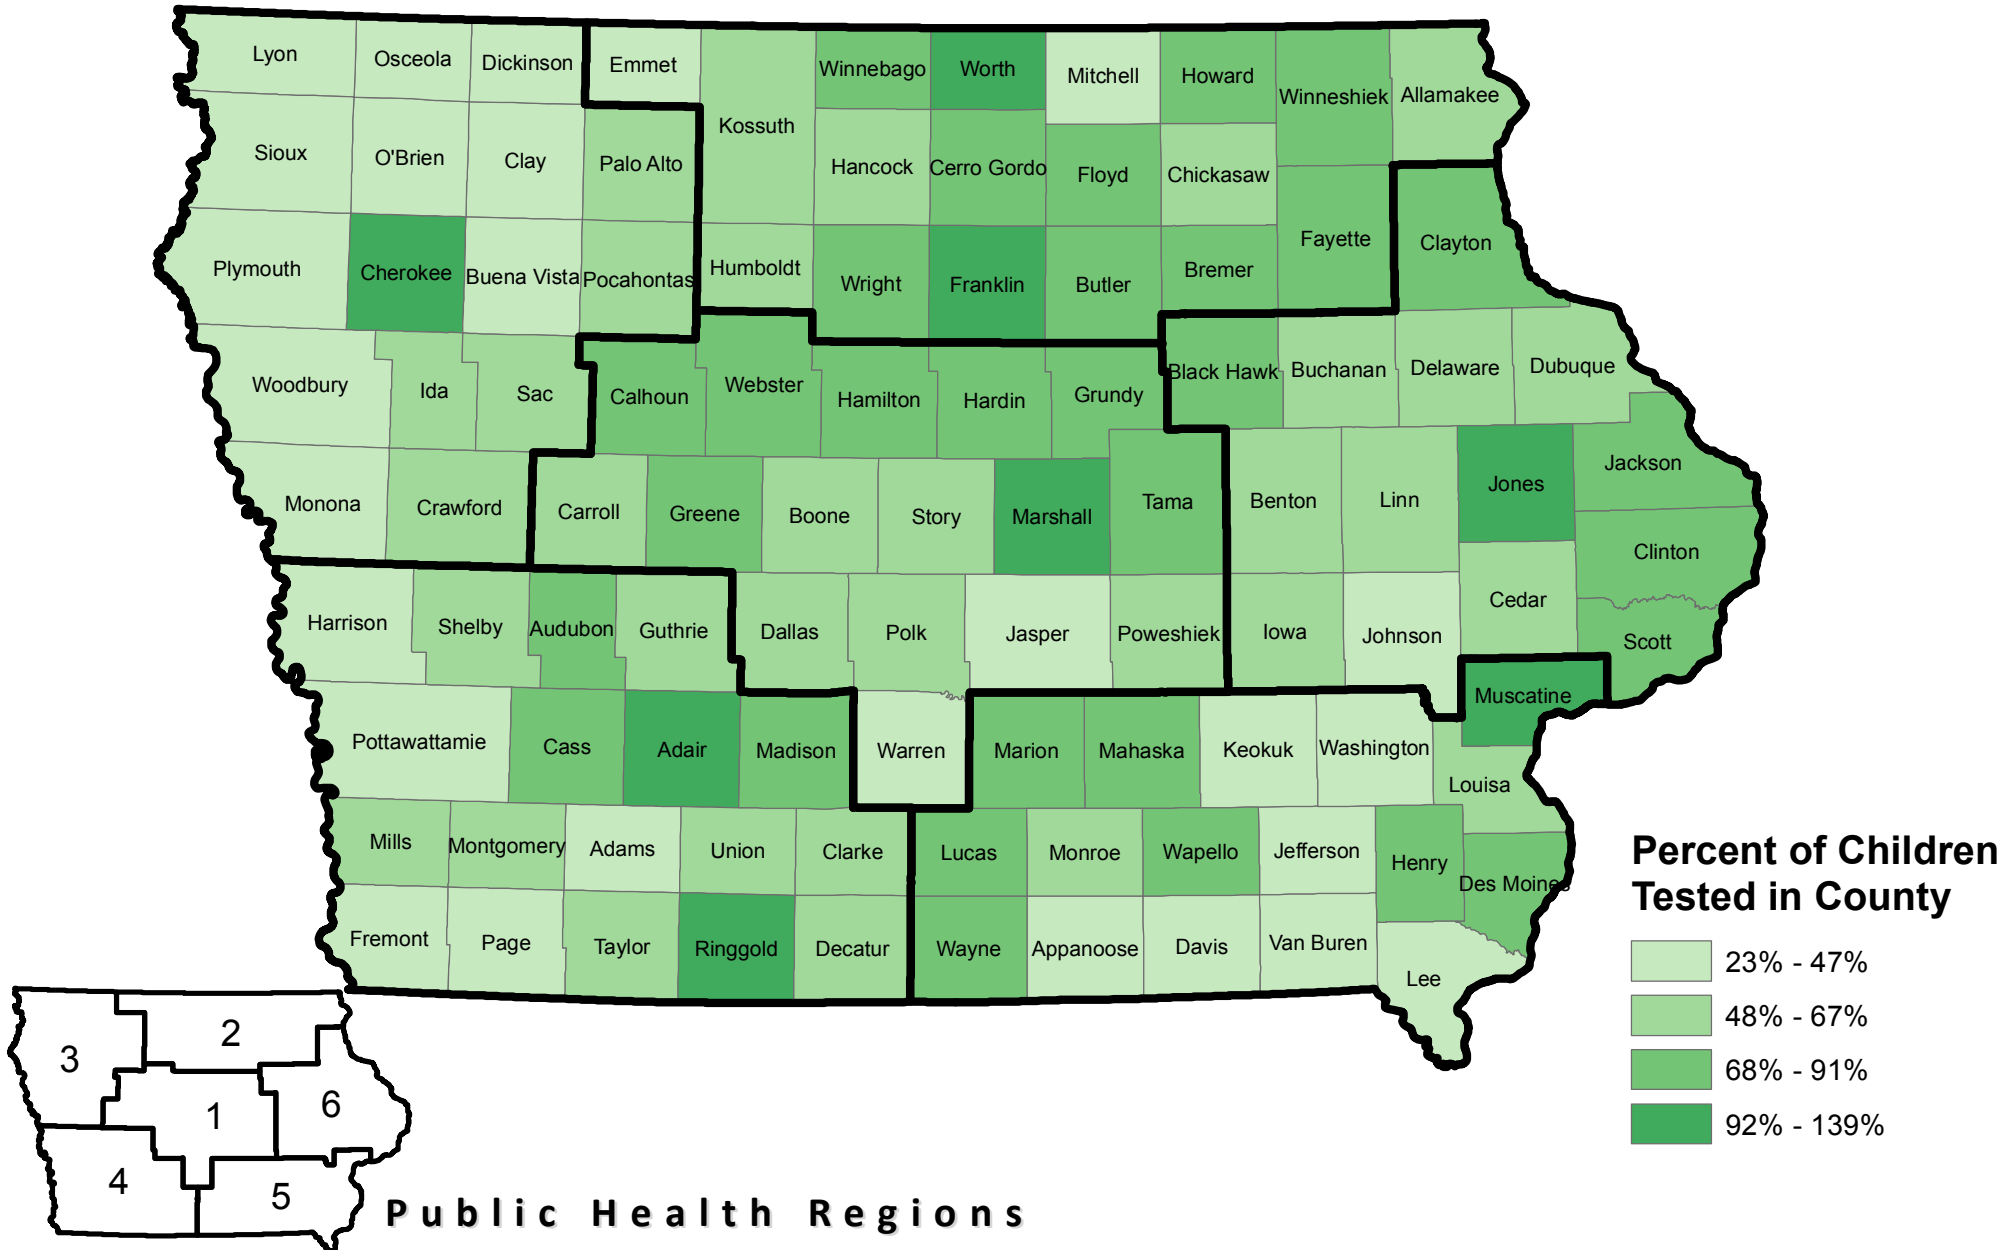 Lyon
Osceola
Dickinson
Emmet
Kossuth
Winnebago
Worth
Mitchell
Howard
Winneshiek
Allamakee
Sioux
O'Brien
Clay
Palo Alto
Hancock
Cerro Gordo
Floyd
Chickasaw
Fayette
Clayton
Plymouth
Cherokee
Buena Vista
Pocahontas
Humboldt
Wright
Franklin
Butler
Bremer
Woodbury
Ida
Sac
Calhoun
Webster
Hamilton
Hardin
Grundy
Black Hawk
Buchanan
Delaware
Dubuque
Monona
Crawford
Carroll
Greene
Boone
Story
Marshall
Tama
Benton
Linn
Jones
Jackson
Clinton
Harrison
Shelby
Audubon
Guthrie
Dallas
Polk
Jasper
Poweshiek
Iowa
Johnson
Cedar
Scott
Muscatine
Pottawattamie
Cass
Adair
Madison
Warren
Marion
Mahaska
Keokuk
Washington
Louisa
Mills
Montgomery
Adams
Union
Clarke
Lucas
Monroe
Wapello
Jefferson
Henry
Des Moines
Fremont
Page
Taylor
Ringgold
Decatur
Wayne
Appanoose
Davis
Van Buren
Lee
Percent of Children
Tested in County
23% - 47%
48% - 67%
68% - 91%
92% - 139%
3
2
1
6
4
5
Public Health Regions